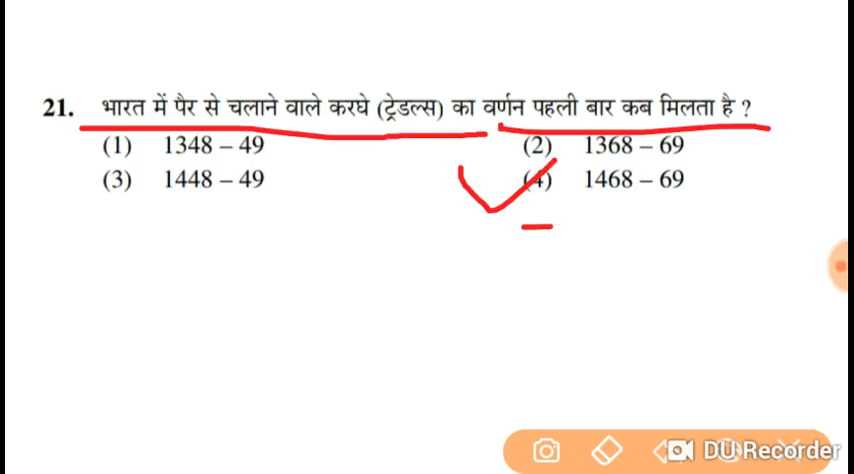 21. भारत में पैर से चलाने वाले करघे (ट्रेडल्स) का वर्णन पहली बार कब मिलता है ?
(1) 1348 – 49 (2) 1368 – 69
(3) 1448 – 49 (4) 1468 – 69
DU Recorder